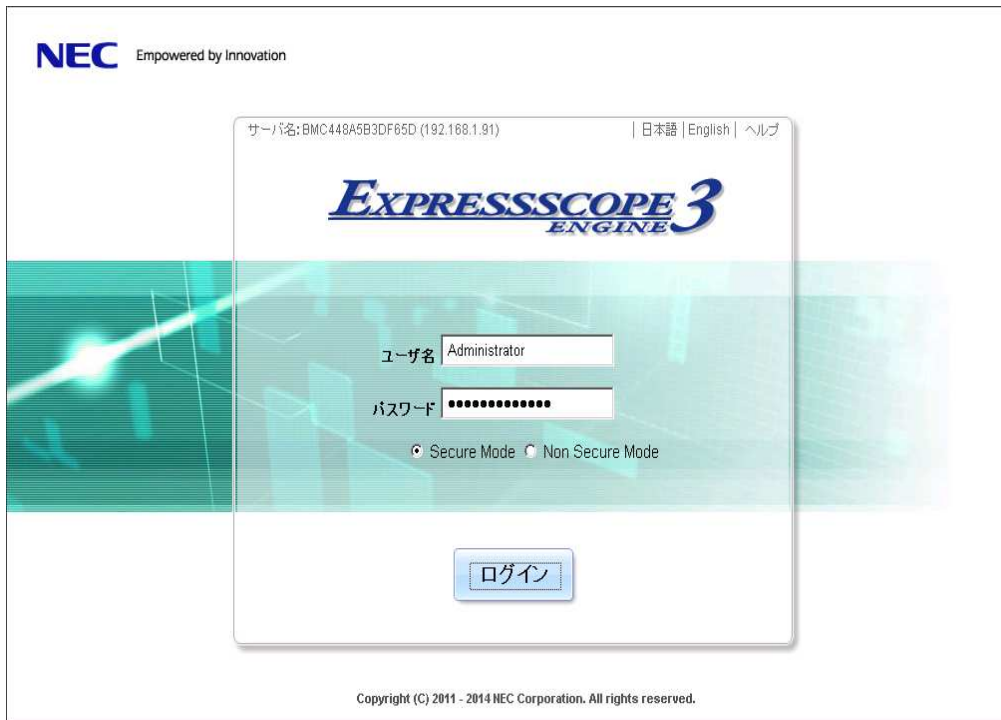 NEC Empowered by Innovation
サーバ名: BMC448A5B3DF65D (192.168.1.91) | 日本語 | English | ヘルプ
EXPRESSSCOPE 3
ENGINE
ユーザ名 Administrator
パスワード •••••••••••••
Secure Mode Non Secure Mode
ログイン
Copyright (C) 2011 - 2014 NEC Corporation. All rights reserved.